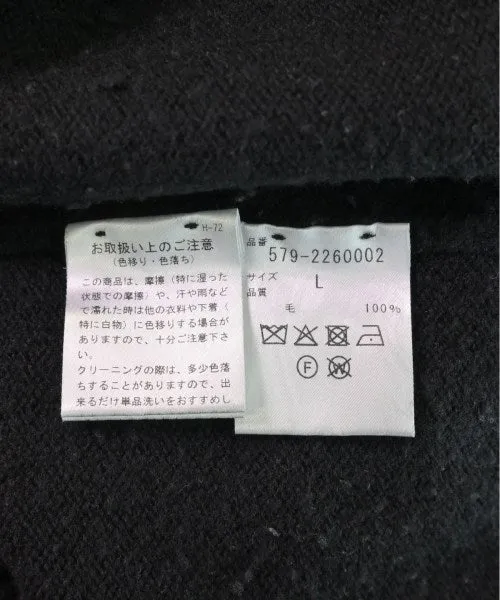 H-72
お取扱い上のご注意
(色移り・色落ち)
この商品は、摩擦(特に湿った
状態での摩擦)や、汗や雨など
で濡れた時は他の衣料や下着(
特に白物)に色移りする場合が
ありますので、十分ご注意下さ
い。
クリーニングの際は、多少色落
ちすることがありますので、出
来るだけ単品洗いをおすすめし
品番
579-2260002
サイズ L
品質
毛 100%
F W